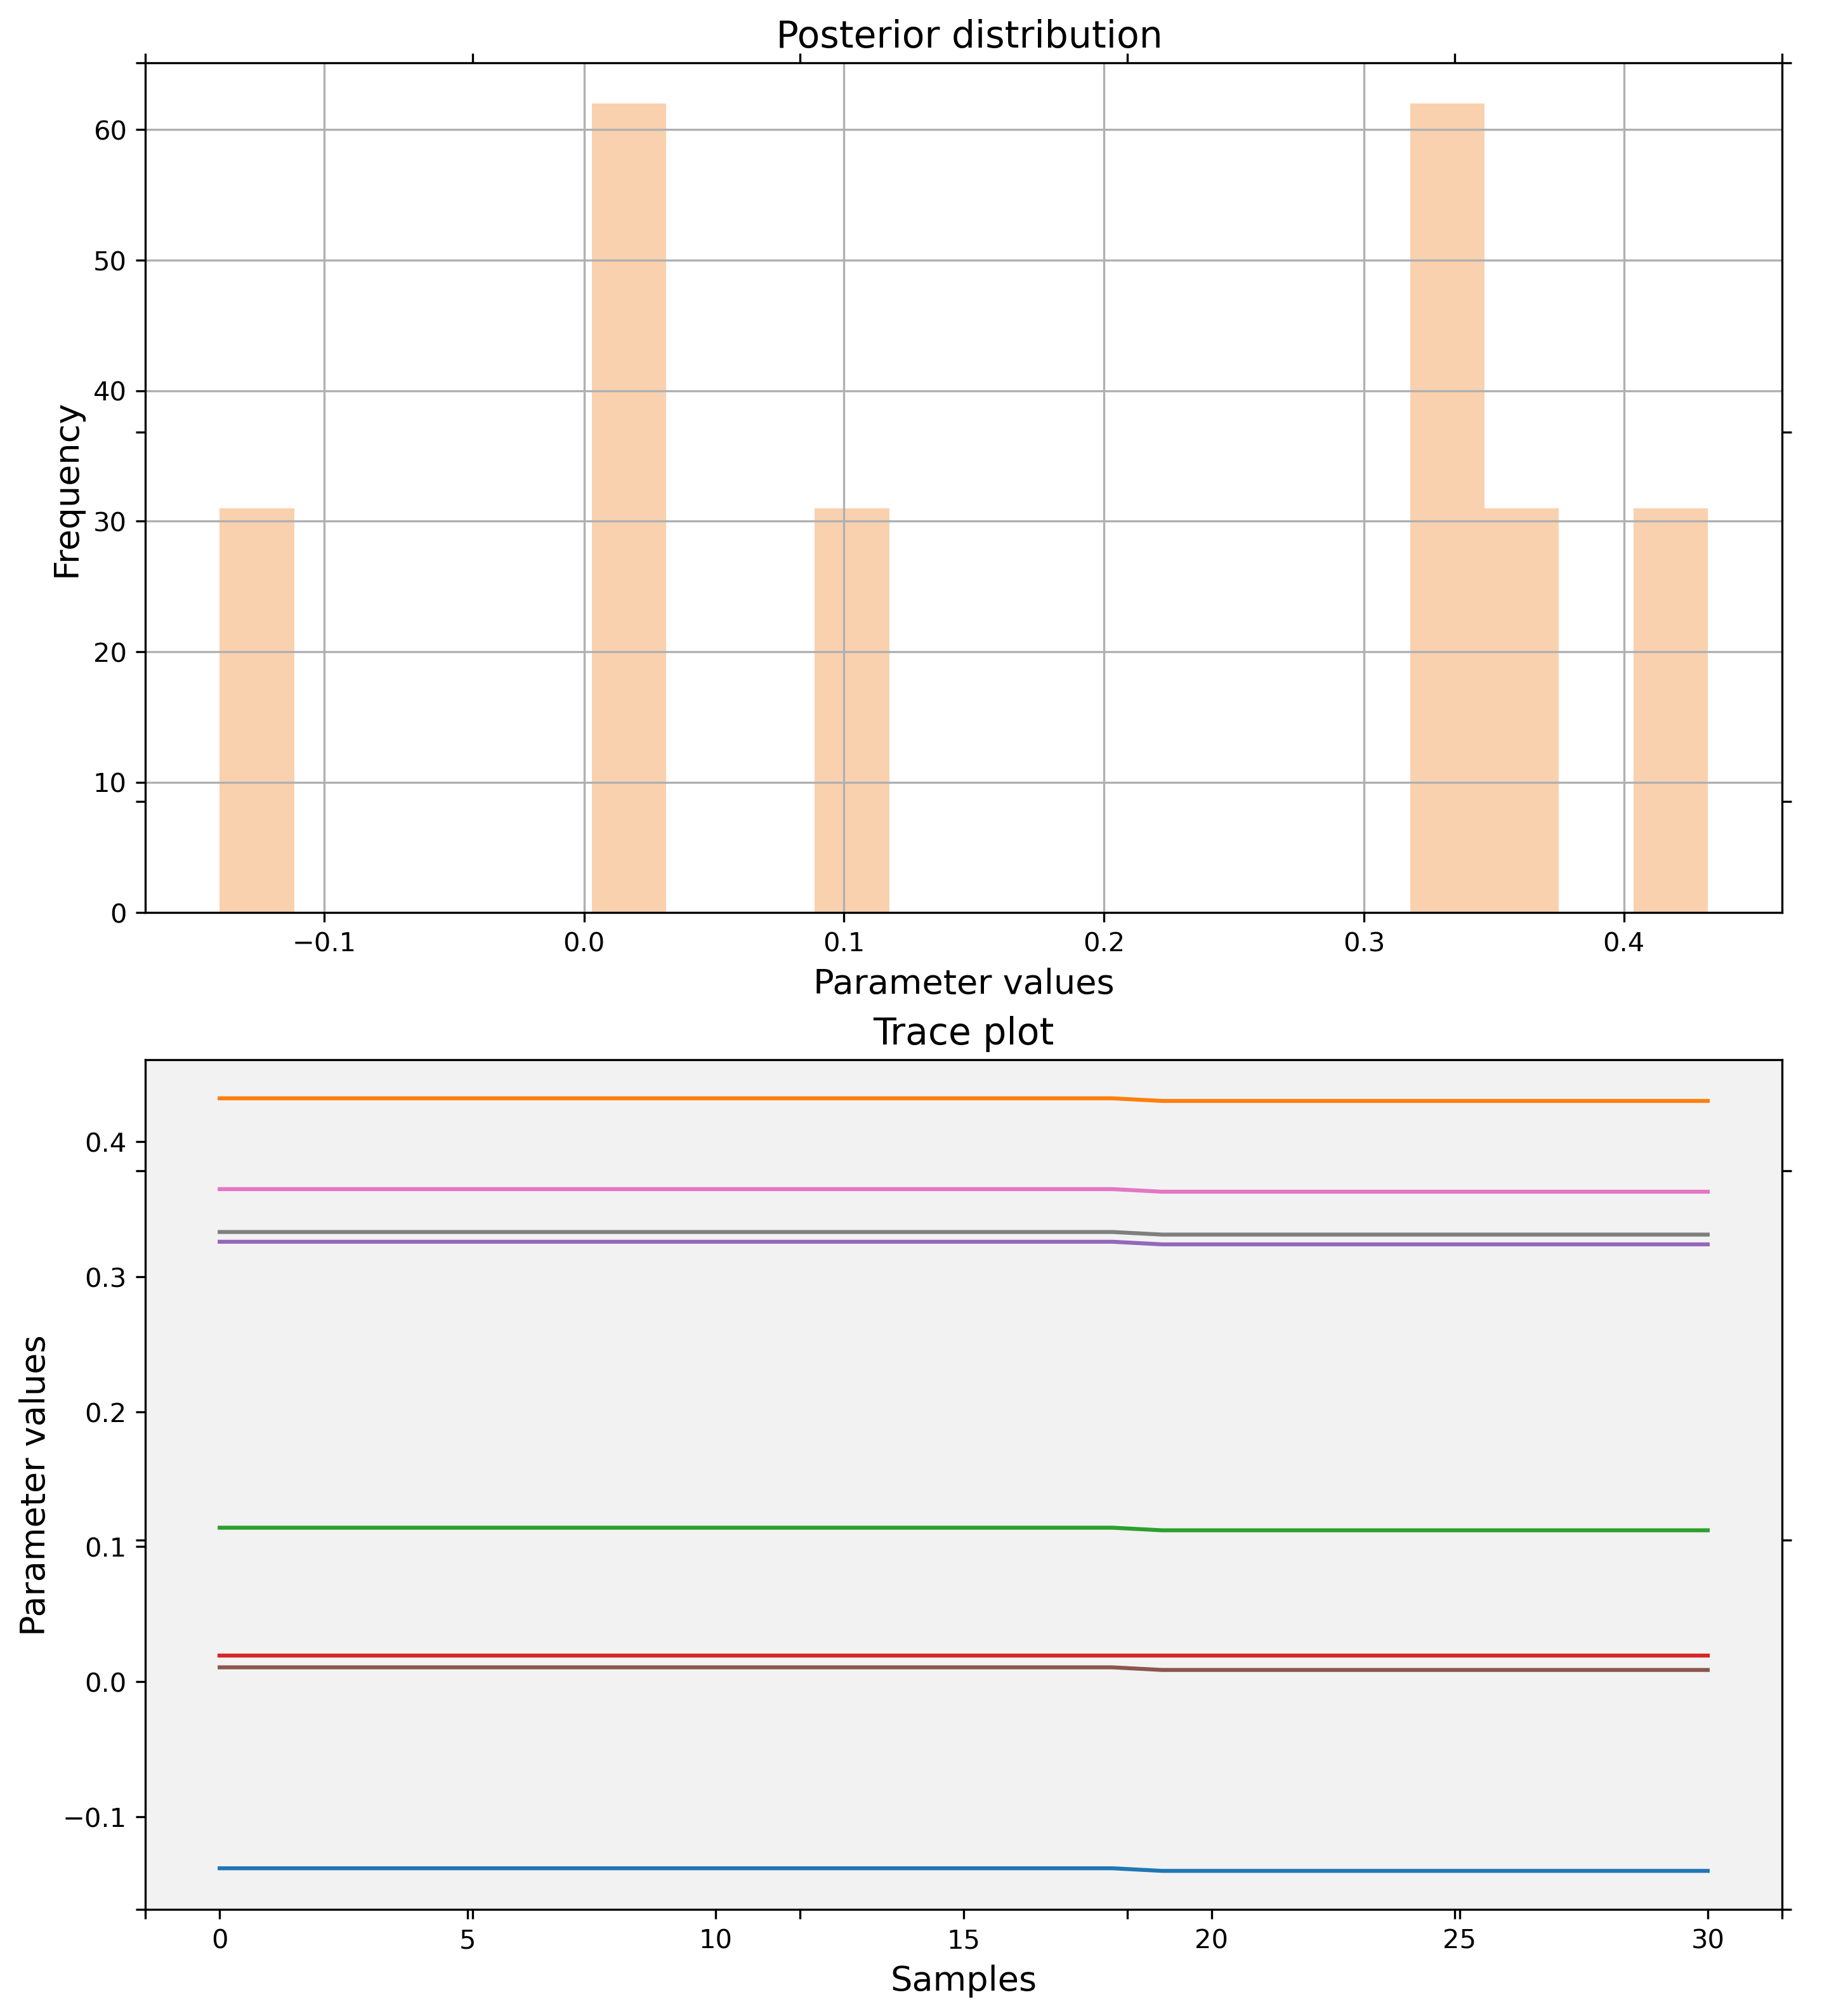 Posterior distribution
60
50
40
30
20
10
0
Frequency
−0.1 0.0 0.1 0.2 0.3 0.4
Parameter values
Trace plot
0.4
0.3
0.2
0.1
0.0
−0.1
Parameter values
0 5 10 15 20 25 30
Samples